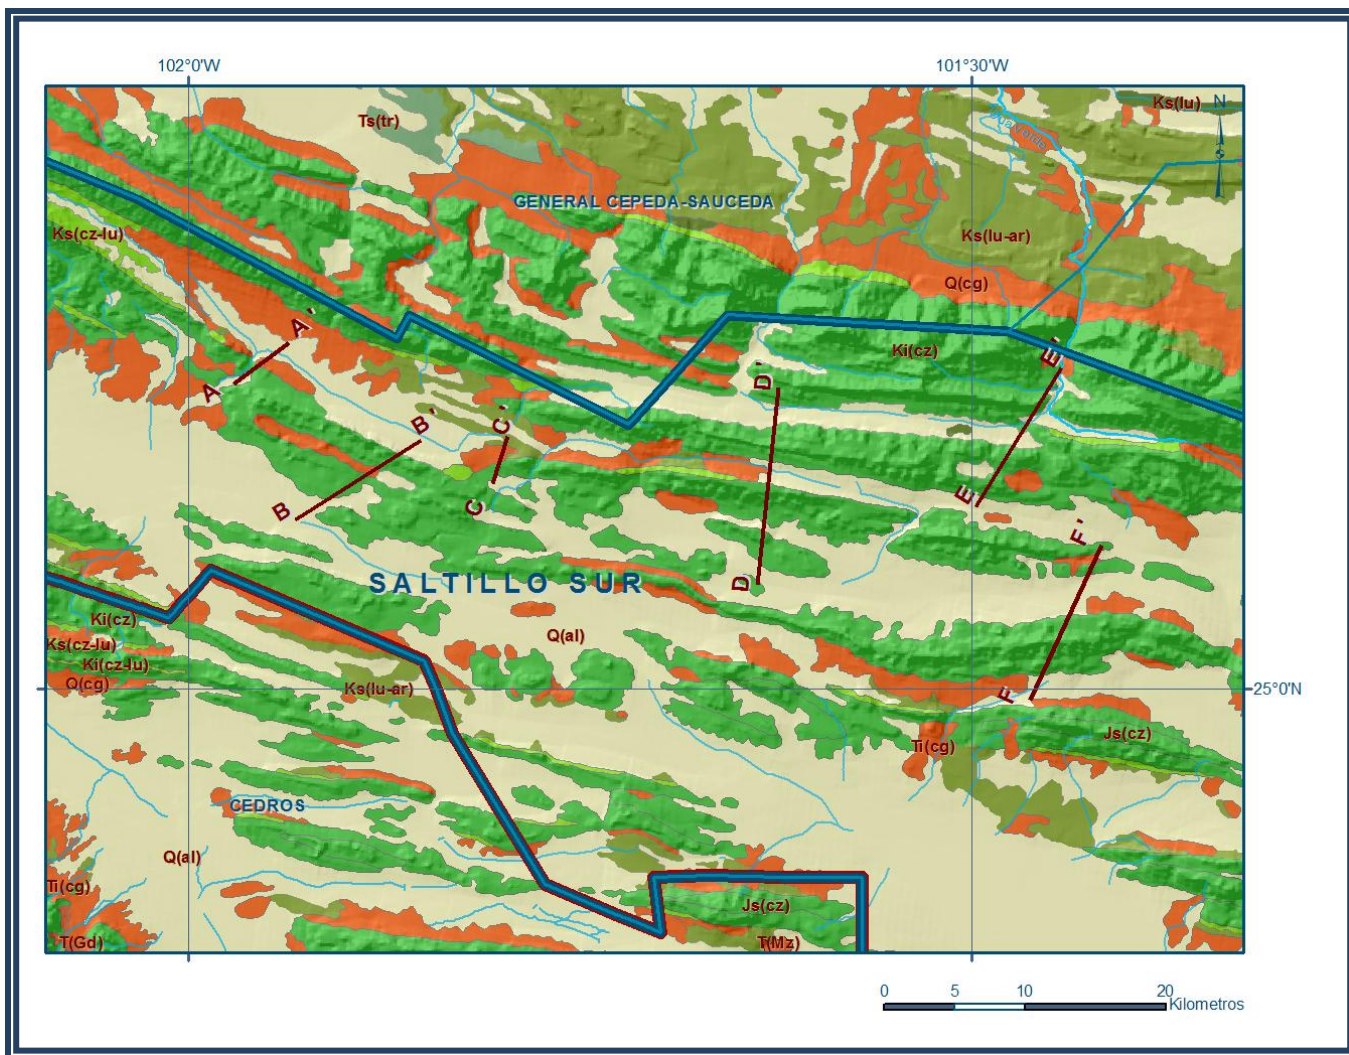 102°0'W
101°30'W
Ks(lu)
N
Ts(tr)
GENERAL CEPEDA-SAUCEDA
Ks(cz-lu)
Ks(lu-ar)
Q(cg)
A'
Ki(cz)
E'
A
D'
B'
C'
E
C
B
F'
D
SALTILLO SUR
Ki(cz)
Q(al)
Ks(cz-lu)
Ki(cz-lu)
Q(cg)
Ks(lu-ar)
25°0'N
F
Js(cz)
Ti(cg)
CEDROS
Q(al)
Ti(cg)
Js(cz)
T(Gd)
T(Mz)
0 5 10 20
Kilometros